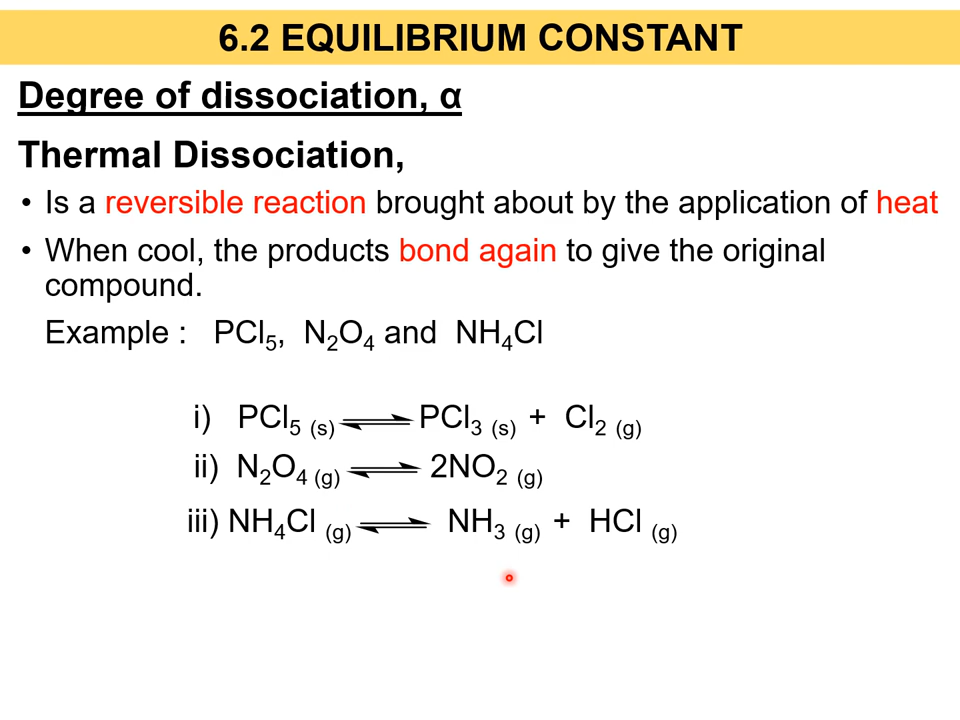 6.2 EQUILIBRIUM CONSTANT
Degree of dissociation, α
Thermal Dissociation,
• Is a reversible reaction brought about by the application of heat
• When cool, the products bond again to give the original
compound.
Example : PCl₅, N₂O₄ and NH₄Cl
i) PCl₅ (s) ⇌ PCl₃ (s) + Cl₂ (g)
ii) N₂O₄ (g) ⇌ 2NO₂ (g)
iii) NH₄Cl (g) ⇌ NH₃ (g) + HCl (g)